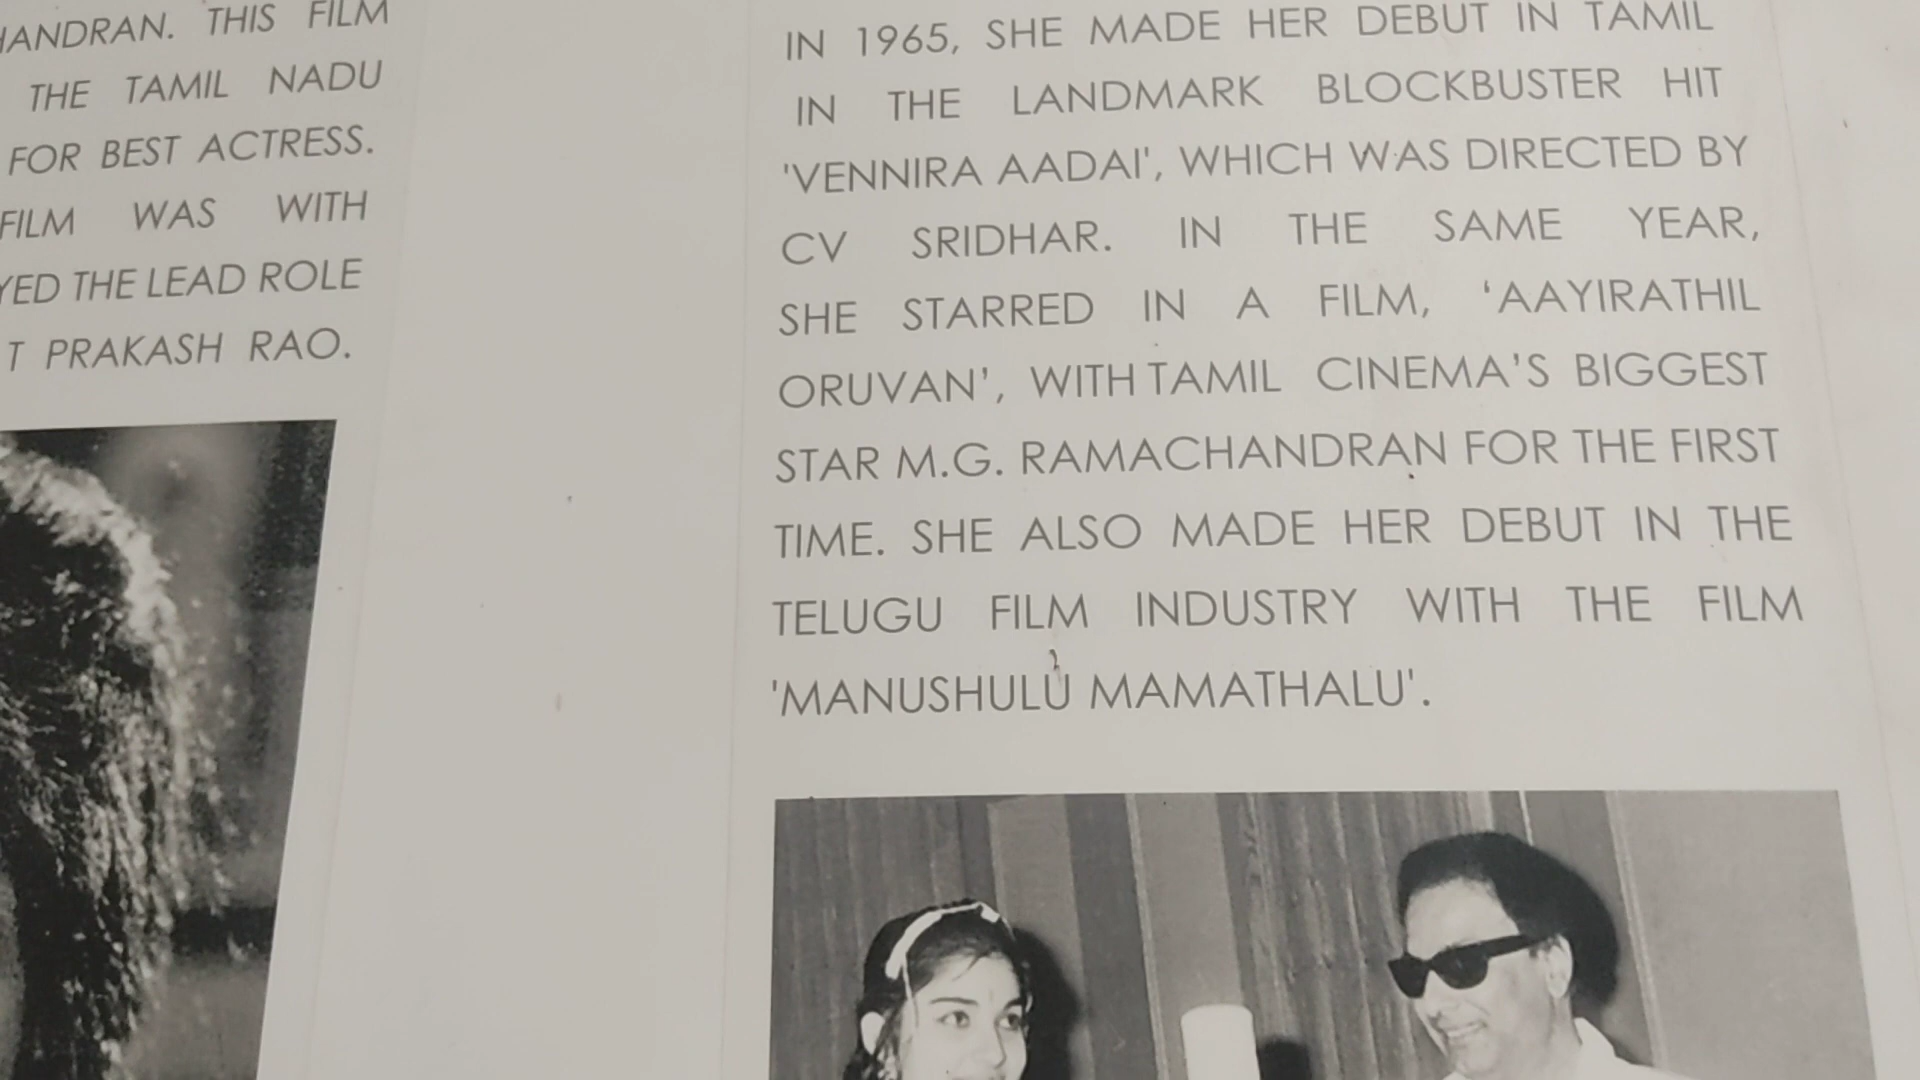 THIS FILM
THE TAMIL NADU
FOR BEST ACTRESS.
FILM WAS WITH
THE LEAD ROLE
T PRAKASH RAO.
IN 1965, SHE MADE HER DEBUT IN TAMIL
IN THE LANDMARK BLOCKBUSTER HIT
'VENNIRA AADAI', WHICH WAS DIRECTED BY
CV SRIDHAR. IN THE SAME YEAR,
SHE STARRED IN A FILM, 'AAYIRATHIL
ORUVAN', WITH TAMIL CINEMA'S BIGGEST
STAR M.G. RAMACHANDRAN FOR THE FIRST
TIME. SHE ALSO MADE HER DEBUT IN THE
TELUGU FILM INDUSTRY WITH THE FILM
'MANUSHULU MAMATHALU'.